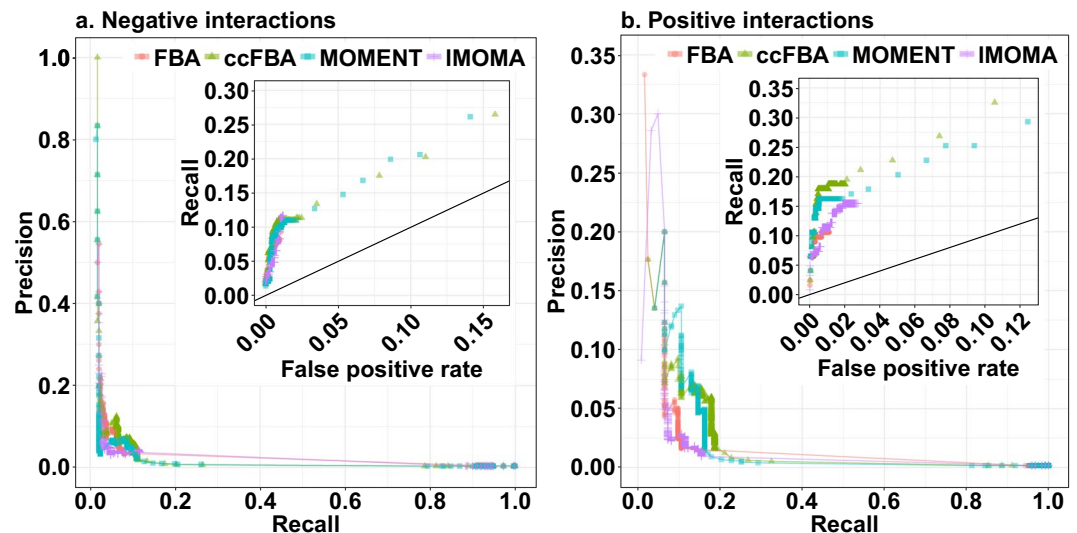 a. Negative interactions
FBA ccFBA MOMENT lMOMA
1.0
0.8
0.6
0.4
0.2
0.0
Precision
0.0 0.2 0.4 0.6 0.8 1.0
Recall
0.30
0.25
0.20
0.15
0.10
0.05
0.00
Recall
0.00 0.05 0.10 0.15
False positive rate
b. Positive interactions
FBA ccFBA MOMENT lMOMA
0.35
0.30
0.25
0.20
0.15
0.10
0.05
0.00
Precision
0.0 0.2 0.4 0.6 0.8 1.0
Recall
0.35
0.30
0.25
0.20
0.15
0.10
0.05
0.00
Recall
0.00 0.02 0.04 0.06 0.08 0.10 0.12
False positive rate